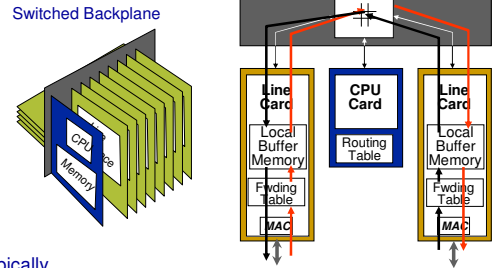 Switched Backplane
CPU
Memory
Line
Card
Local
Buffer
Memory
Fwding
Table
MAC
CPU
Card
Routing
Table
Line
Card
Local
Buffer
Memory
Fwding
Table
MAC